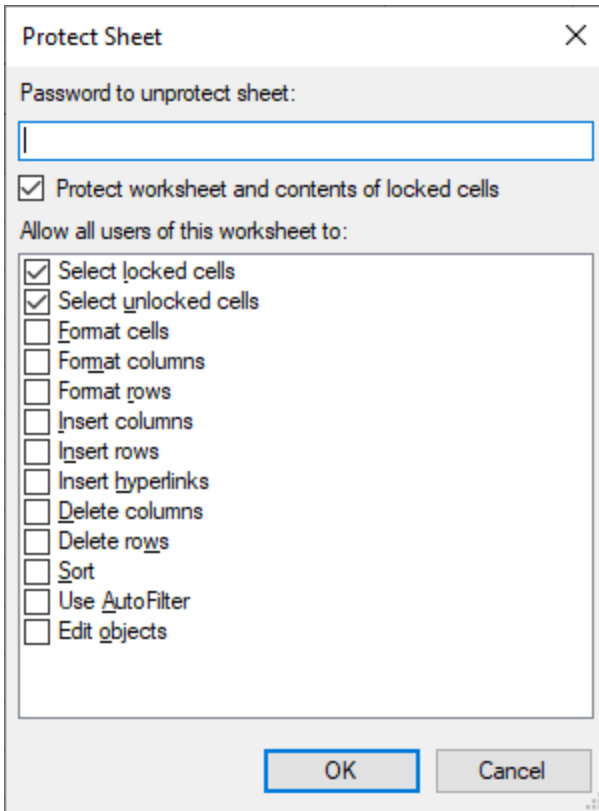 Protect Sheet
Password to unprotect sheet:
Protect worksheet and contents of locked cells
Allow all users of this worksheet to:
Select locked cells
Select unlocked cells
Format cells
Format columns
Format rows
Insert columns
Insert rows
Insert hyperlinks
Delete columns
Delete rows
Sort
Use AutoFilter
Edit objects
OK Cancel